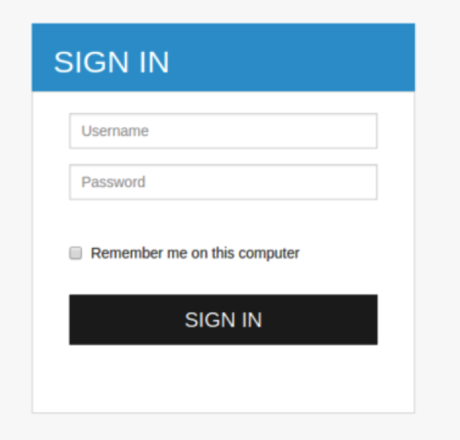 SIGN IN
Username
Password
Remember me on this computer
SIGN IN